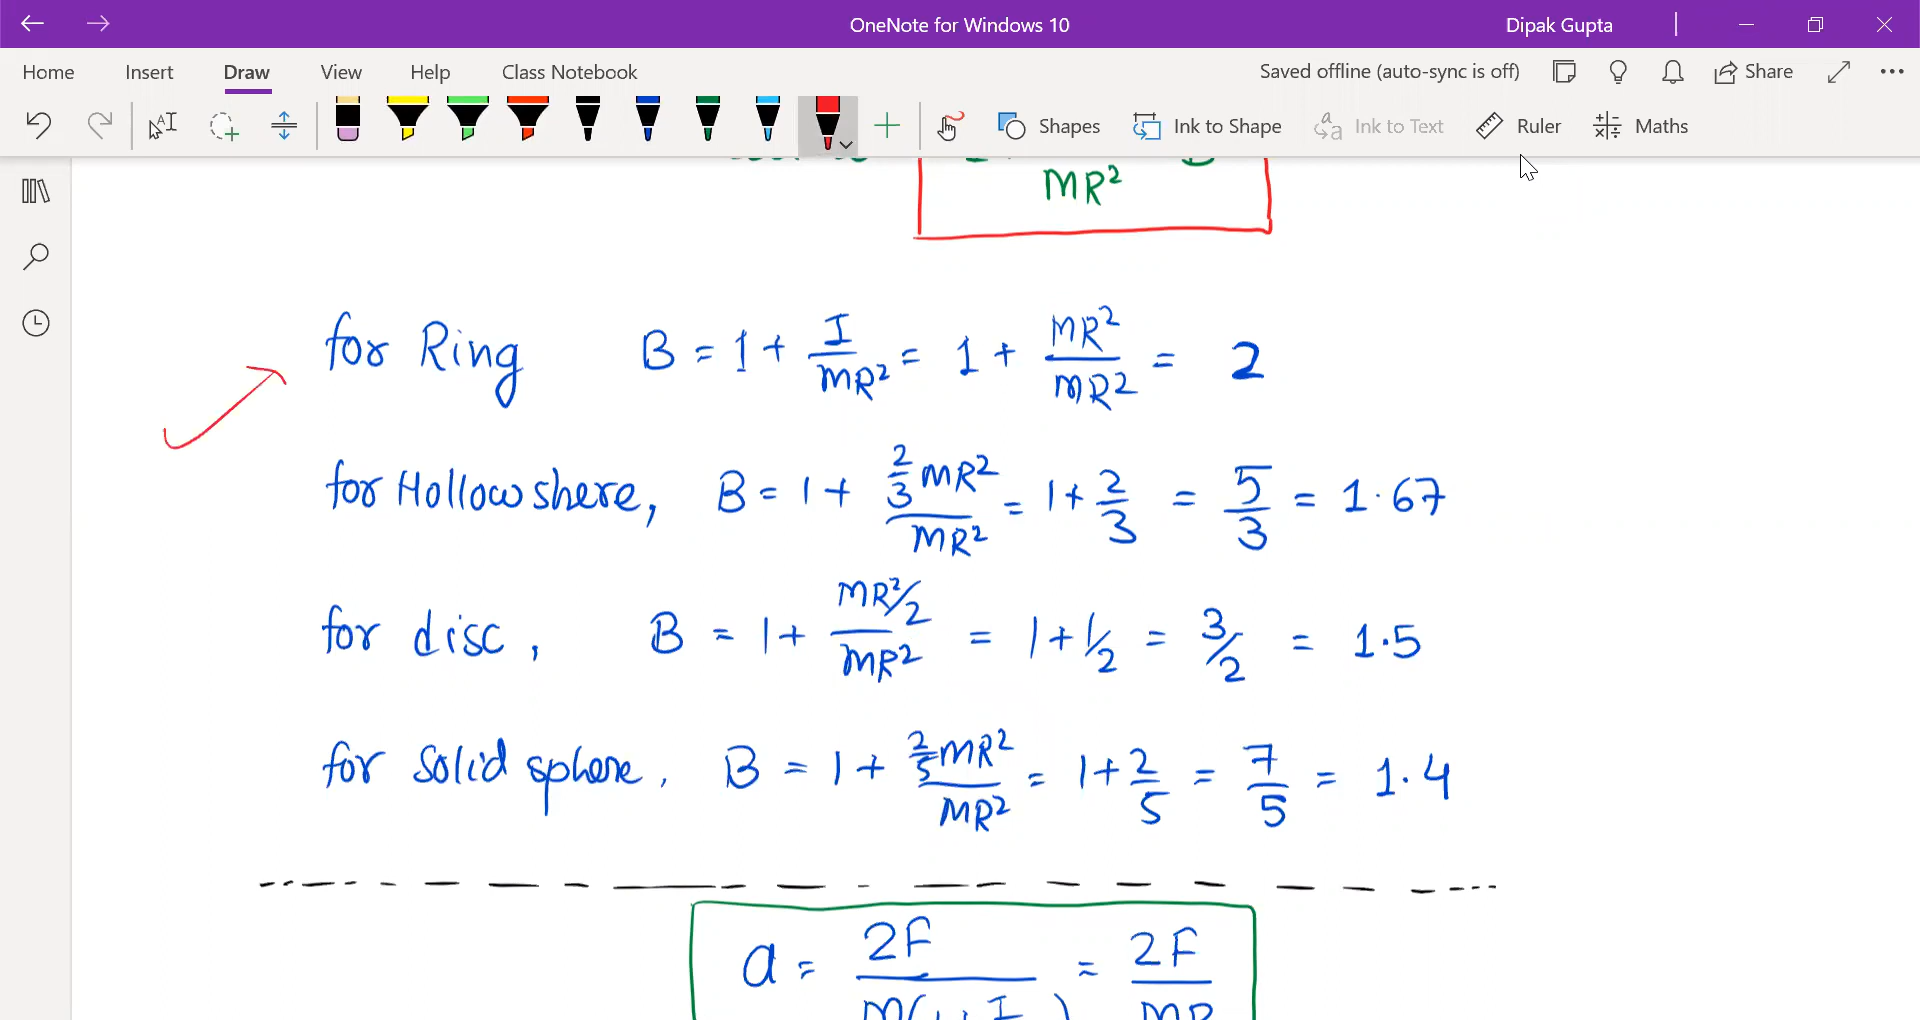 OneNote for Windows 10
Dipak Gupta
Home Insert Draw View Help Class Notebook
Saved offline (auto-sync is off) Share
Shapes Ink to Shape Ink to Text Ruler Maths
MR²
for Ring B = 1 + I/MR² = 1 + MR²/MR² = 2
for Hollow shere, B = 1 + (2/3 MR²)/MR² = 1 + 2/3 = 5/3 = 1.67
for disc, B = 1 + (MR²/2)/MR² = 1 + 1/2 = 3/2 = 1.5
for Solid sphere, B = 1 + (2/5 MR²)/MR² = 1 + 2/5 = 7/5 = 1.4
a = 2F/ = 2F/